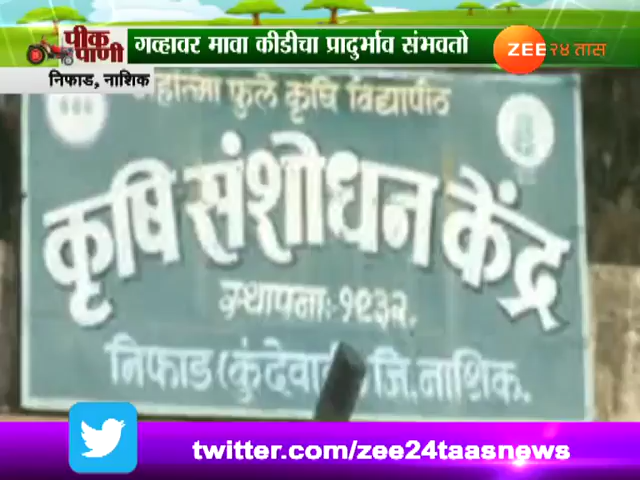 पीक पाणी
गव्हावर मावा कीडीचा प्रादुर्भाव संभवतो
ZEE २४ तास
निफाड, नाशिक
महात्मा फुले कृषि विद्यापीठ
कृषि संशोधन केंद्र
स्थापना:-१९३२.
निफाड (कुंदेवाडी) जि. नाशिक.
twitter.com/zee24taasnews